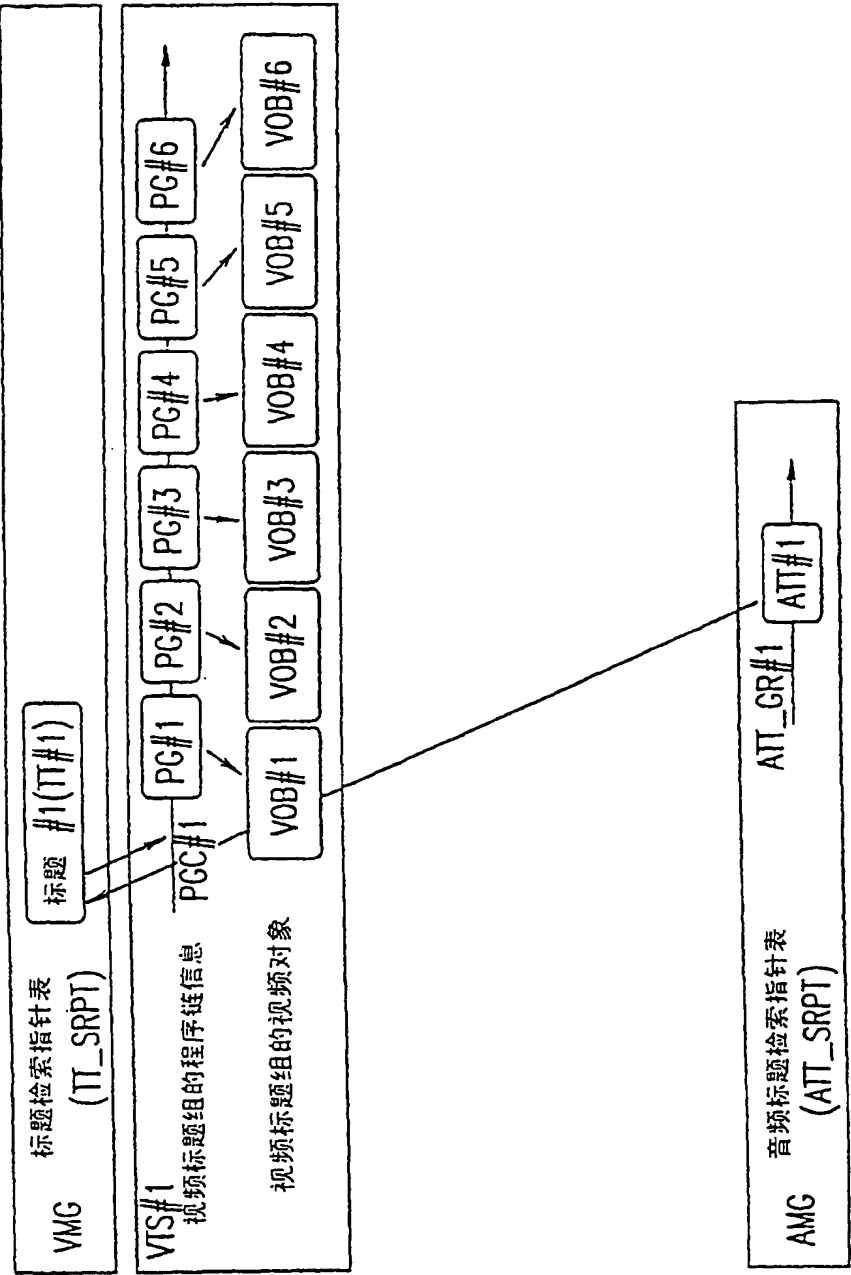 VMG
标题检索指针表
(TT_SRPT)
标题 #1(TT#1)
VTS#1
视频标题组的程序链信息
PGC#1
PG#1
PG#2
PG#3
PG#4
PG#5
PG#6
视频标题组的视频对象
VOB#1
VOB#2
VOB#3
VOB#4
VOB#5
VOB#6
AMG
音频标题检索指针表
(ATT_SRPT)
ATT_GR#1
ATT#1